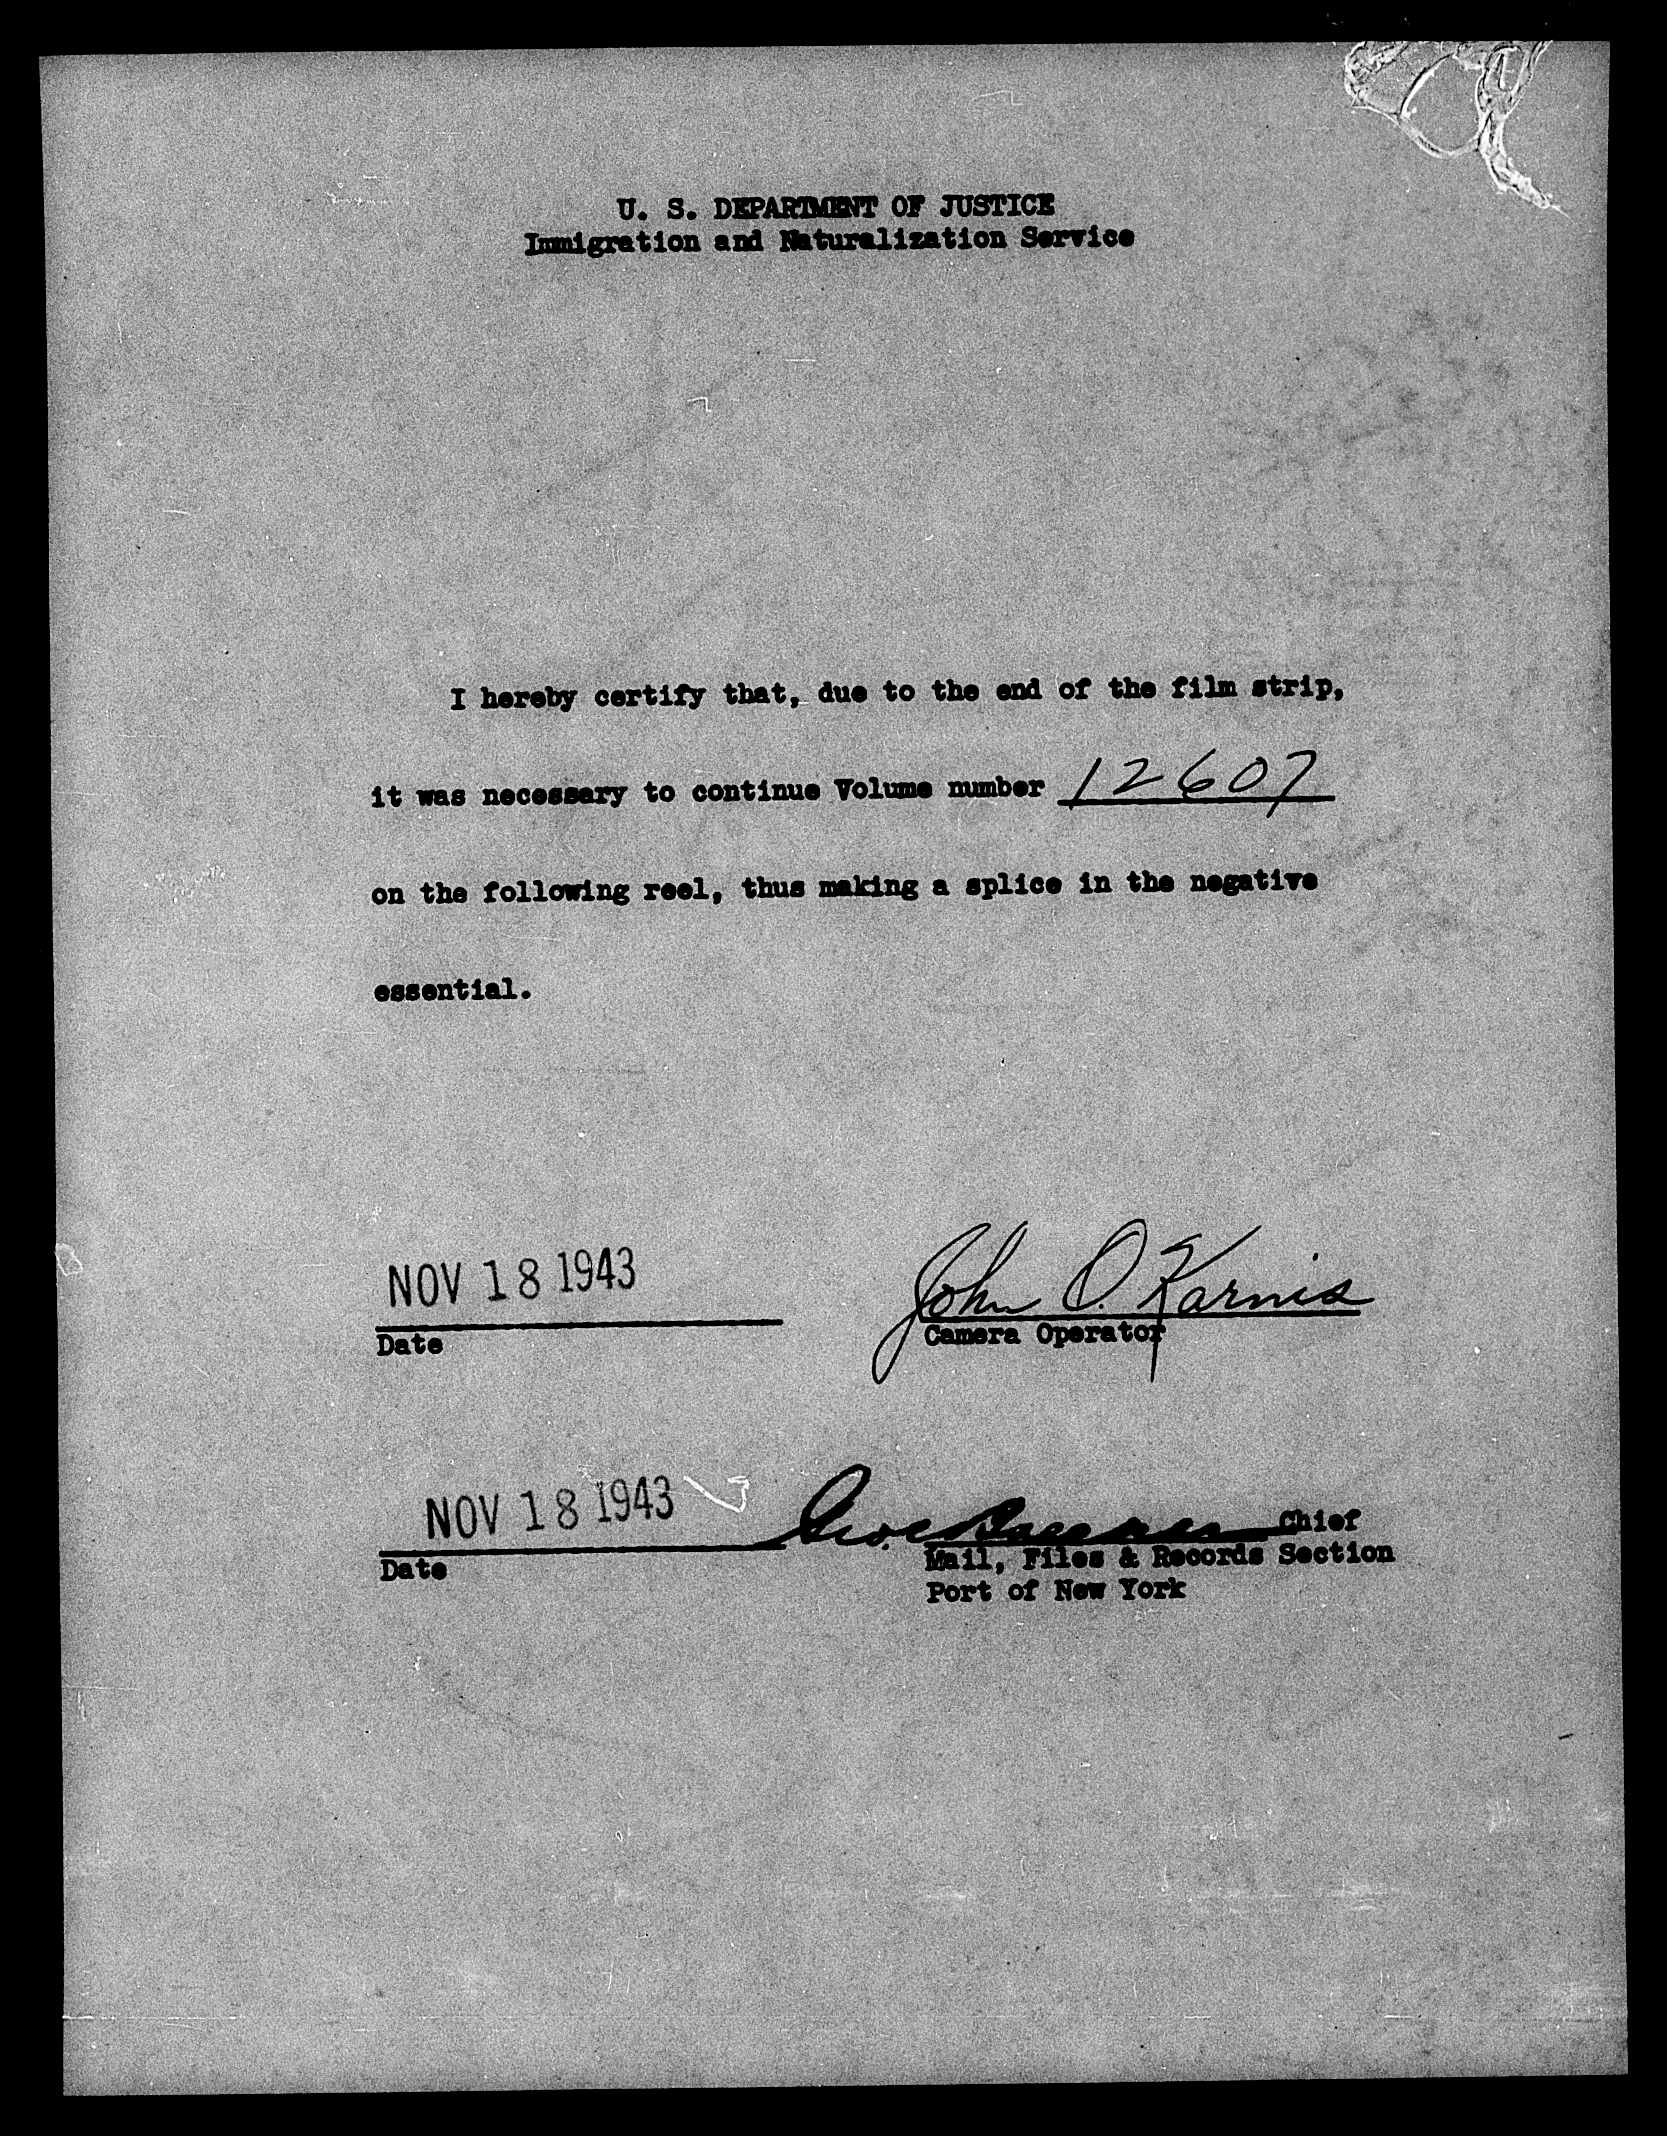 U. S. DEPARTMENT OF JUSTICE
Immigration and Naturalization Service
I hereby certify that, due to the end of the film strip,
it was necessary to continue Volume number 12607
on the following reel, thus making a splice in the negative
essential.
NOV 18 1943
John O. Karnis
Date
Camera Operator
NOV 18 1943
Chief
Date
Mail, Files & Records Section
Port of New York